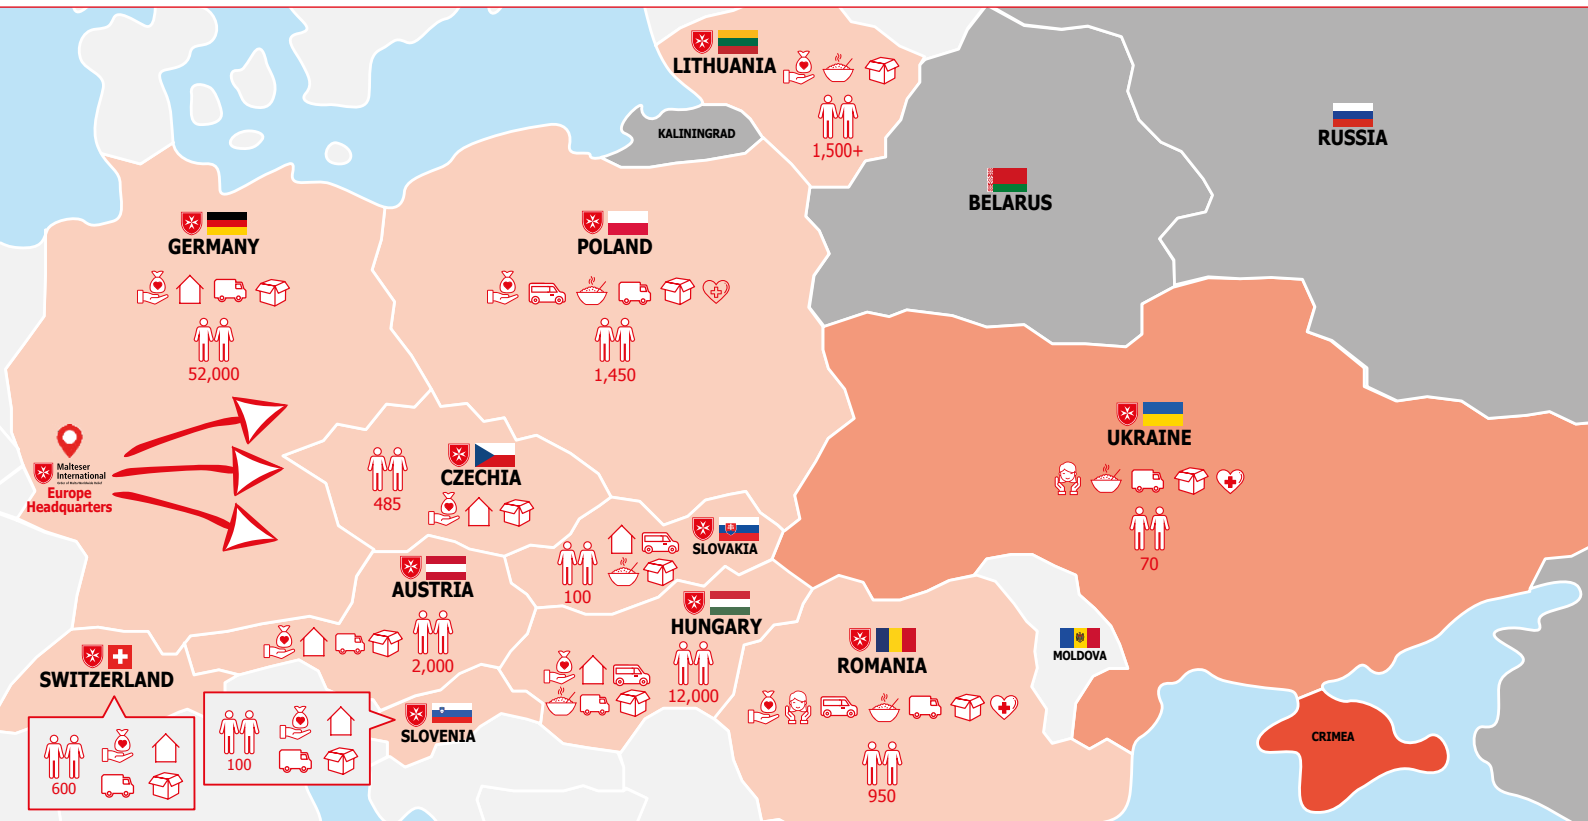 LITHUANIA
1,500+
KALININGRAD
RUSSIA
BELARUS
GERMANY
52,000
POLAND
1,450
Malteser
International
Europe
Headquarters
CZECHIA
485
UKRAINE
70
SLOVAKIA
100
AUSTRIA
2,000
HUNGARY
12,000
ROMANIA
950
MOLDOVA
SWITZERLAND
600
SLOVENIA
100
CRIMEA